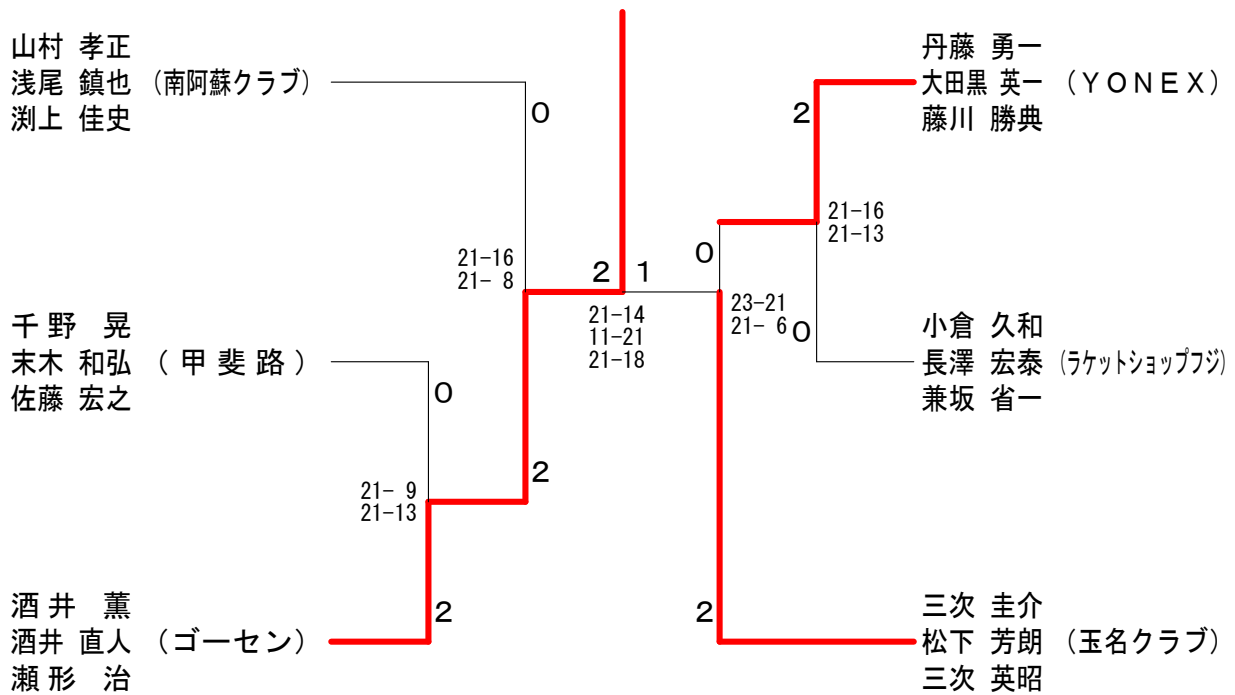 山村 孝正
浅尾 鎮也 (南阿蘇クラブ)
渕上 佳史
0
21-16
21- 8
千野 晃
末木 和弘 (甲斐路)
佐藤 宏之
0
21- 9
21-13
2
酒井 薫
酒井 直人 (ゴーセン)
瀬形 治
2
2 1
21-14
11-21
21-18
丹藤 勇一
大田黒 英一 (YONEX)
藤川 勝典
2
21-16
21-13
0
23-21
21- 6
0
小倉 久和
長澤 宏泰 (ラケットショップフジ)
兼坂 省一
2
三次 圭介
松下 芳朗 (玉名クラブ)
三次 英昭